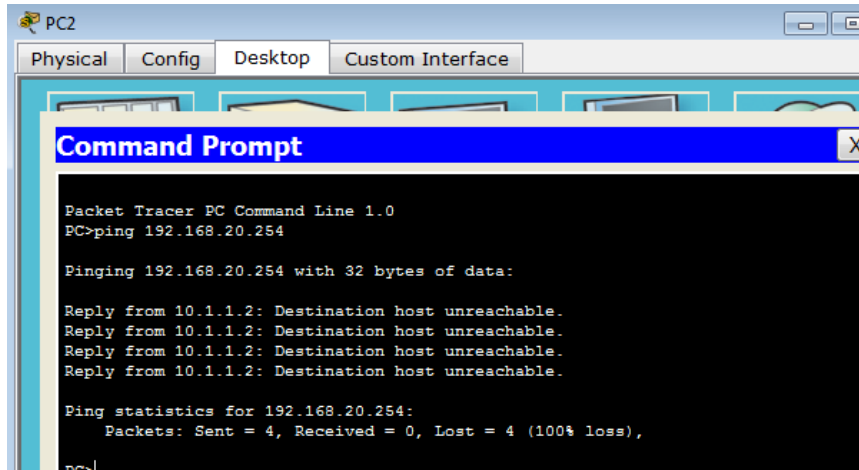 PC2
Physical Config Desktop Custom Interface
Command Prompt
X
Packet Tracer PC Command Line 1.0
PC>ping 192.168.20.254
Pinging 192.168.20.254 with 32 bytes of data:
Reply from 10.1.1.2: Destination host unreachable.
Reply from 10.1.1.2: Destination host unreachable.
Reply from 10.1.1.2: Destination host unreachable.
Reply from 10.1.1.2: Destination host unreachable.
Ping statistics for 192.168.20.254:
Packets: Sent = 4, Received = 0, Lost = 4 (100% loss),
PC>